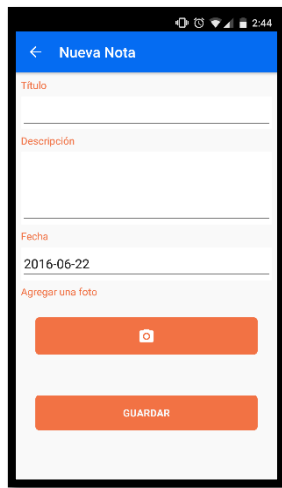 2:44
Nueva Nota
Título
Descripción
Fecha
2016-06-22
Agregar una foto
GUARDAR